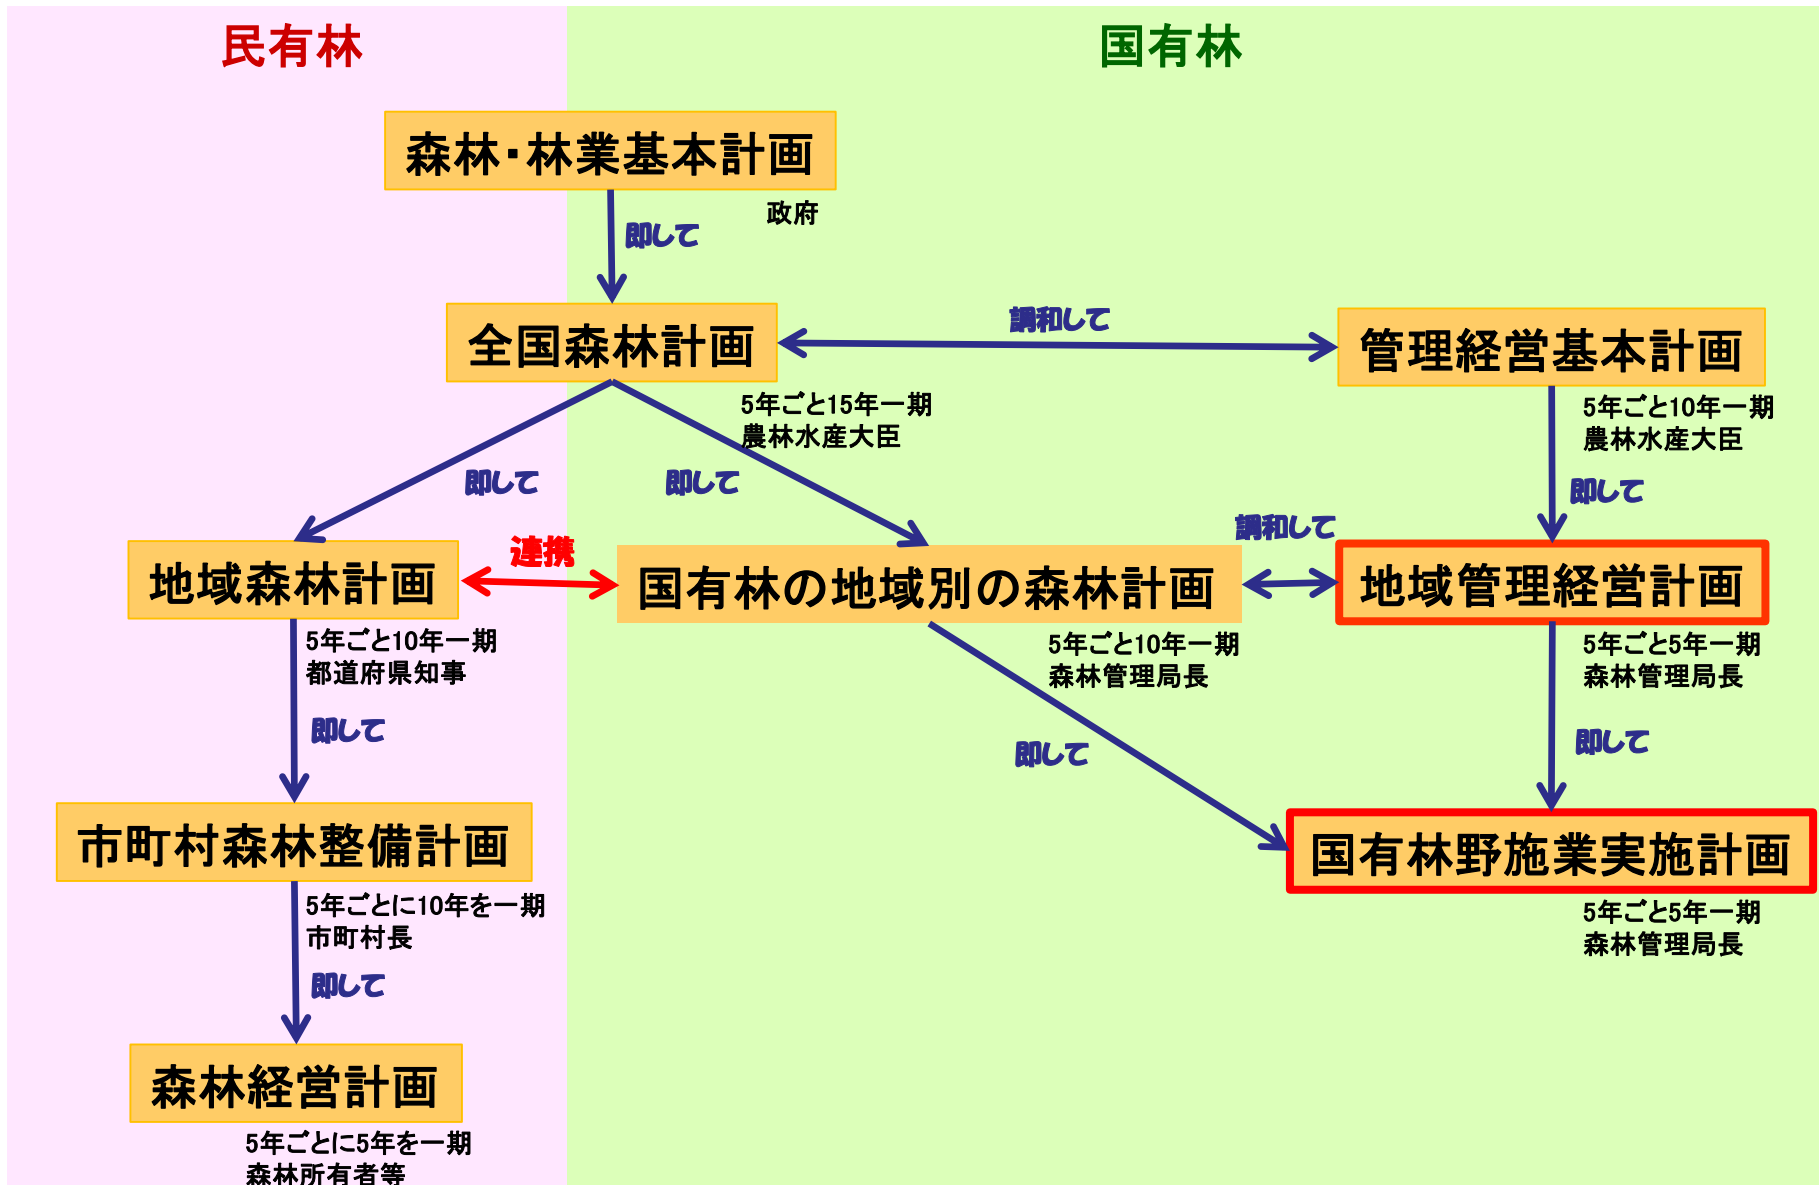 民有林
国有林
森林・林業基本計画
政府
即して
全国森林計画
調和して
管理経営基本計画
5年ごと15年一期
農林水産大臣
5年ごと10年一期
農林水産大臣
即して
即して
即して
調和して
連携
地域森林計画
国有林の地域別の森林計画
地域管理経営計画
5年ごと10年一期
都道府県知事
5年ごと10年一期
森林管理局長
5年ごと5年一期
森林管理局長
即して
即して
即して
市町村森林整備計画
国有林野施業実施計画
5年ごとに10年を一期
市町村長
5年ごと5年一期
森林管理局長
即して
森林経営計画
5年ごとに5年を一期
森林所有者等